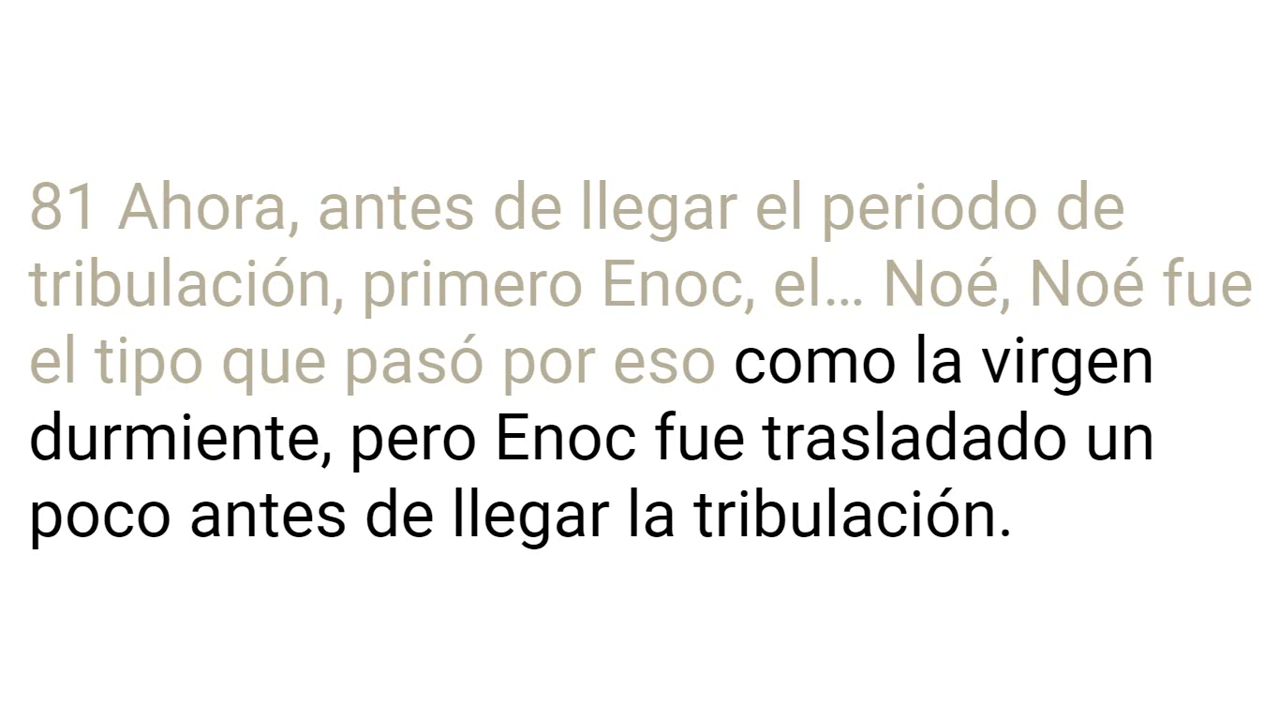 81 Ahora, antes de llegar el periodo de
tribulación, primero Enoc, el... Noé, Noé fue
el tipo que pasó por eso como la virgen
durmiente, pero Enoc fue trasladado un
poco antes de llegar la tribulación.